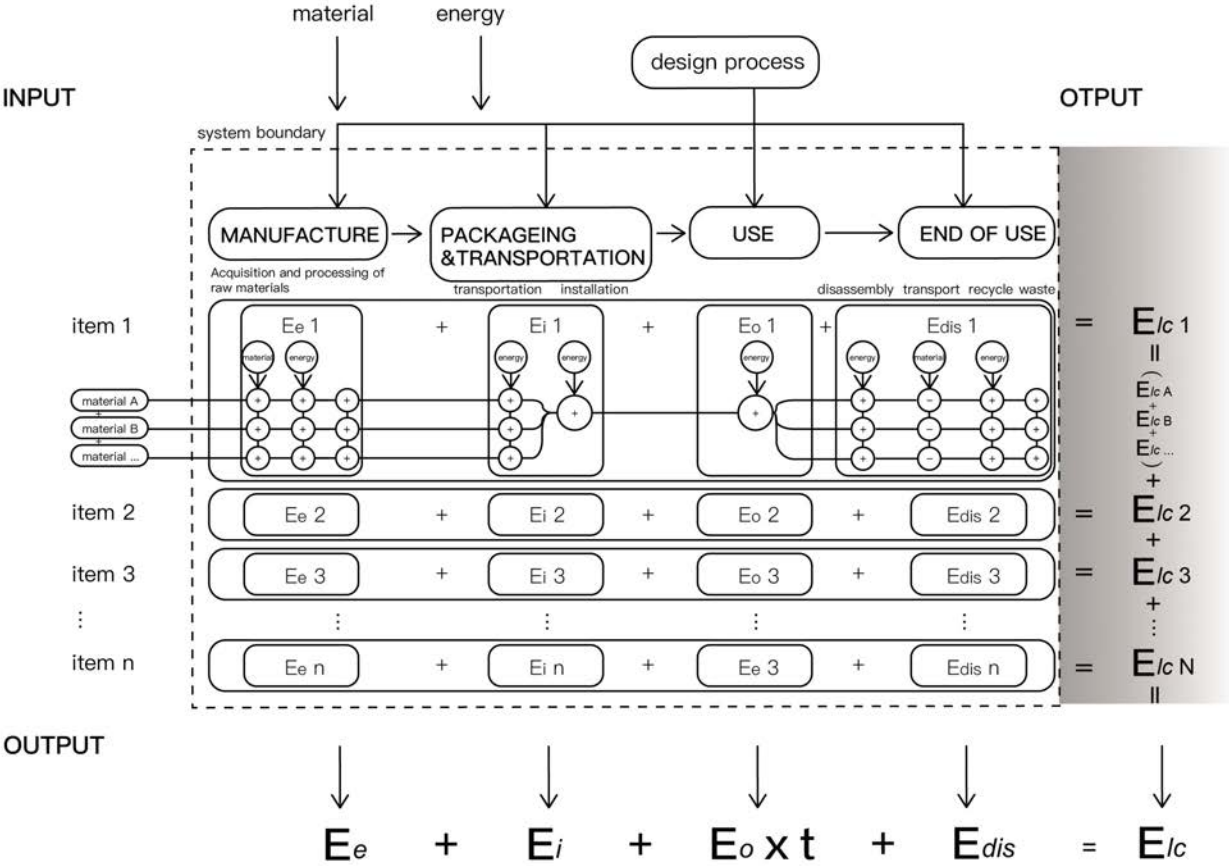 material energy
design process
INPUT OTPUT
system boundary
MANUFACTURE PACKAGEING USE END OF USE
&TRANSPORTATION
Acquisition and processing of
raw materials
transportation installation disassembly transport recycle waste
item 1 Ee 1 + Ei 1 + Eo 1 + Edis 1 = Elc 1
=
material energy energy energy energy energy material energy
material A + + + + + + + - + + Elc A
+ +
material B + + + + + - + + Elc B
+ +
material ... + + + + + - + + Elc ...
+
item 2 Ee 2 + Ei 2 + Eo 2 + Edis 2 = Elc 2
+
item 3 Ee 3 + Ei 3 + Eo 3 + Edis 3 = Elc 3
+
⋮ ⋮ ⋮ ⋮ ⋮ ⋮
item n Ee n + Ei n + Ee 3 + Edis n = Elc N
=
OUTPUT
Ee + Ei + Eo x t + Edis = Elc